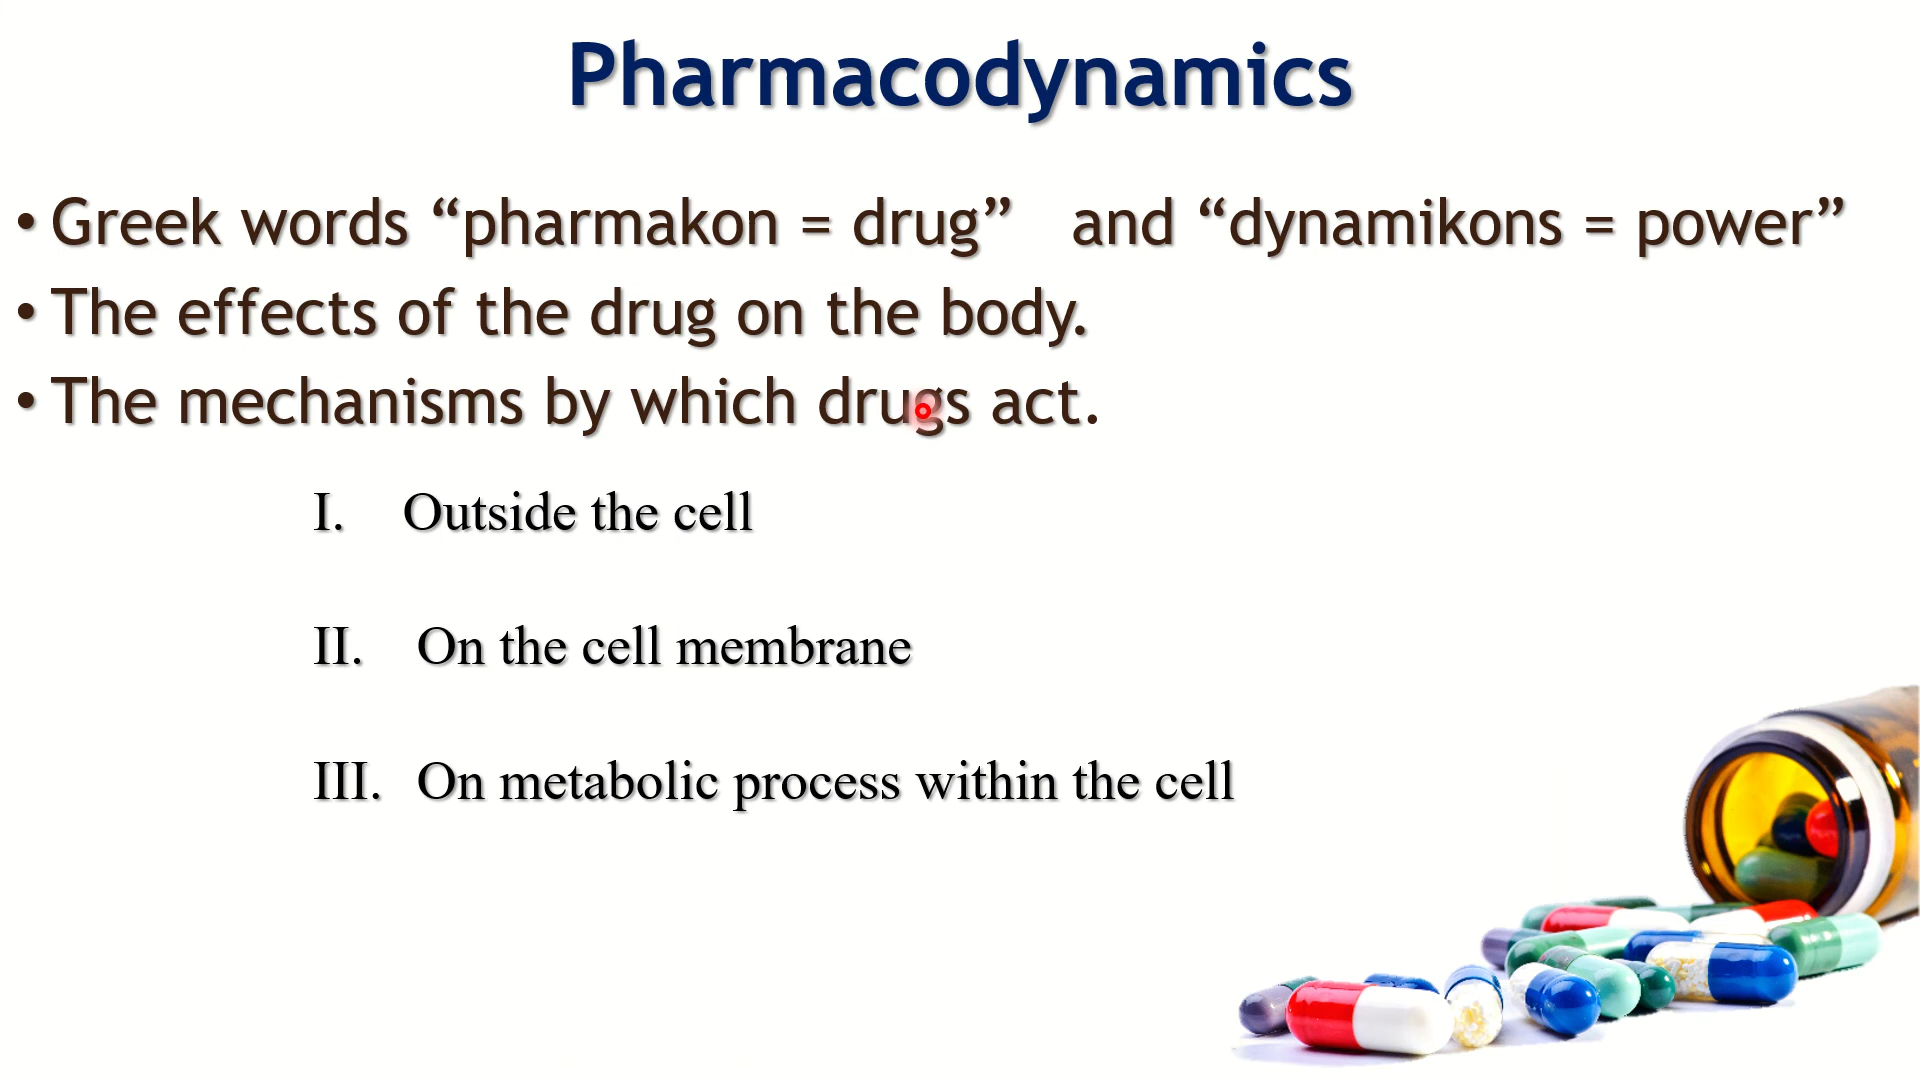 Pharmacodynamics
• Greek words “pharmakon = drug” and “dynamikons = power”
• The effects of the drug on the body.
• The mechanisms by which drugs act.
I. Outside the cell
II. On the cell membrane
III. On metabolic process within the cell